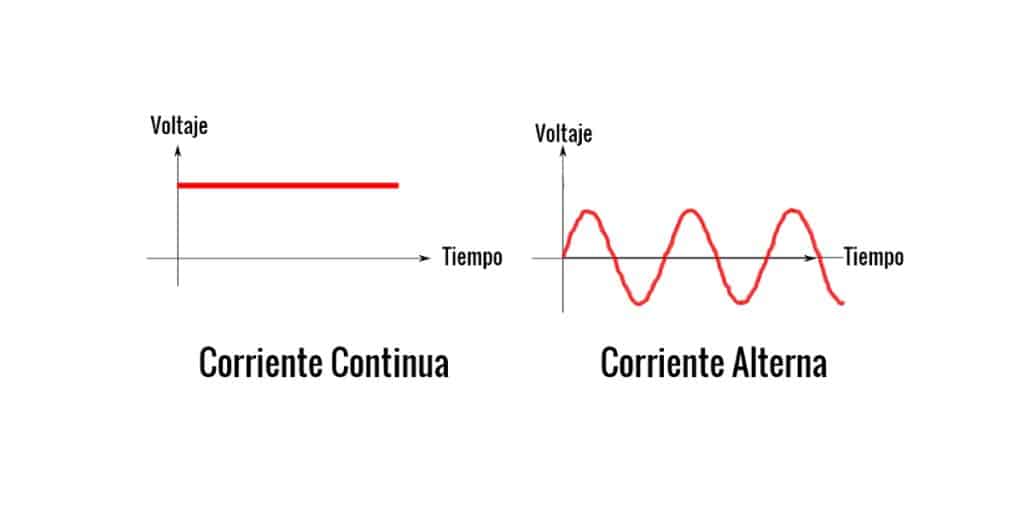 Voltaje
Tiempo
Corriente Continua
Voltaje
Tiempo
Corriente Alterna